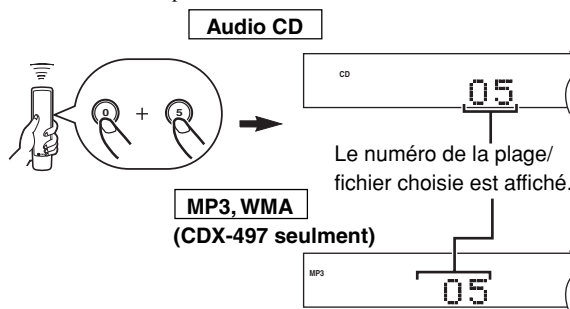 Audio CD
CD
05
0 + 5
Le numéro de la plage/
fichier choisie est affiché.
MP3, WMA
(CDX-497 seulment)
MP3
05